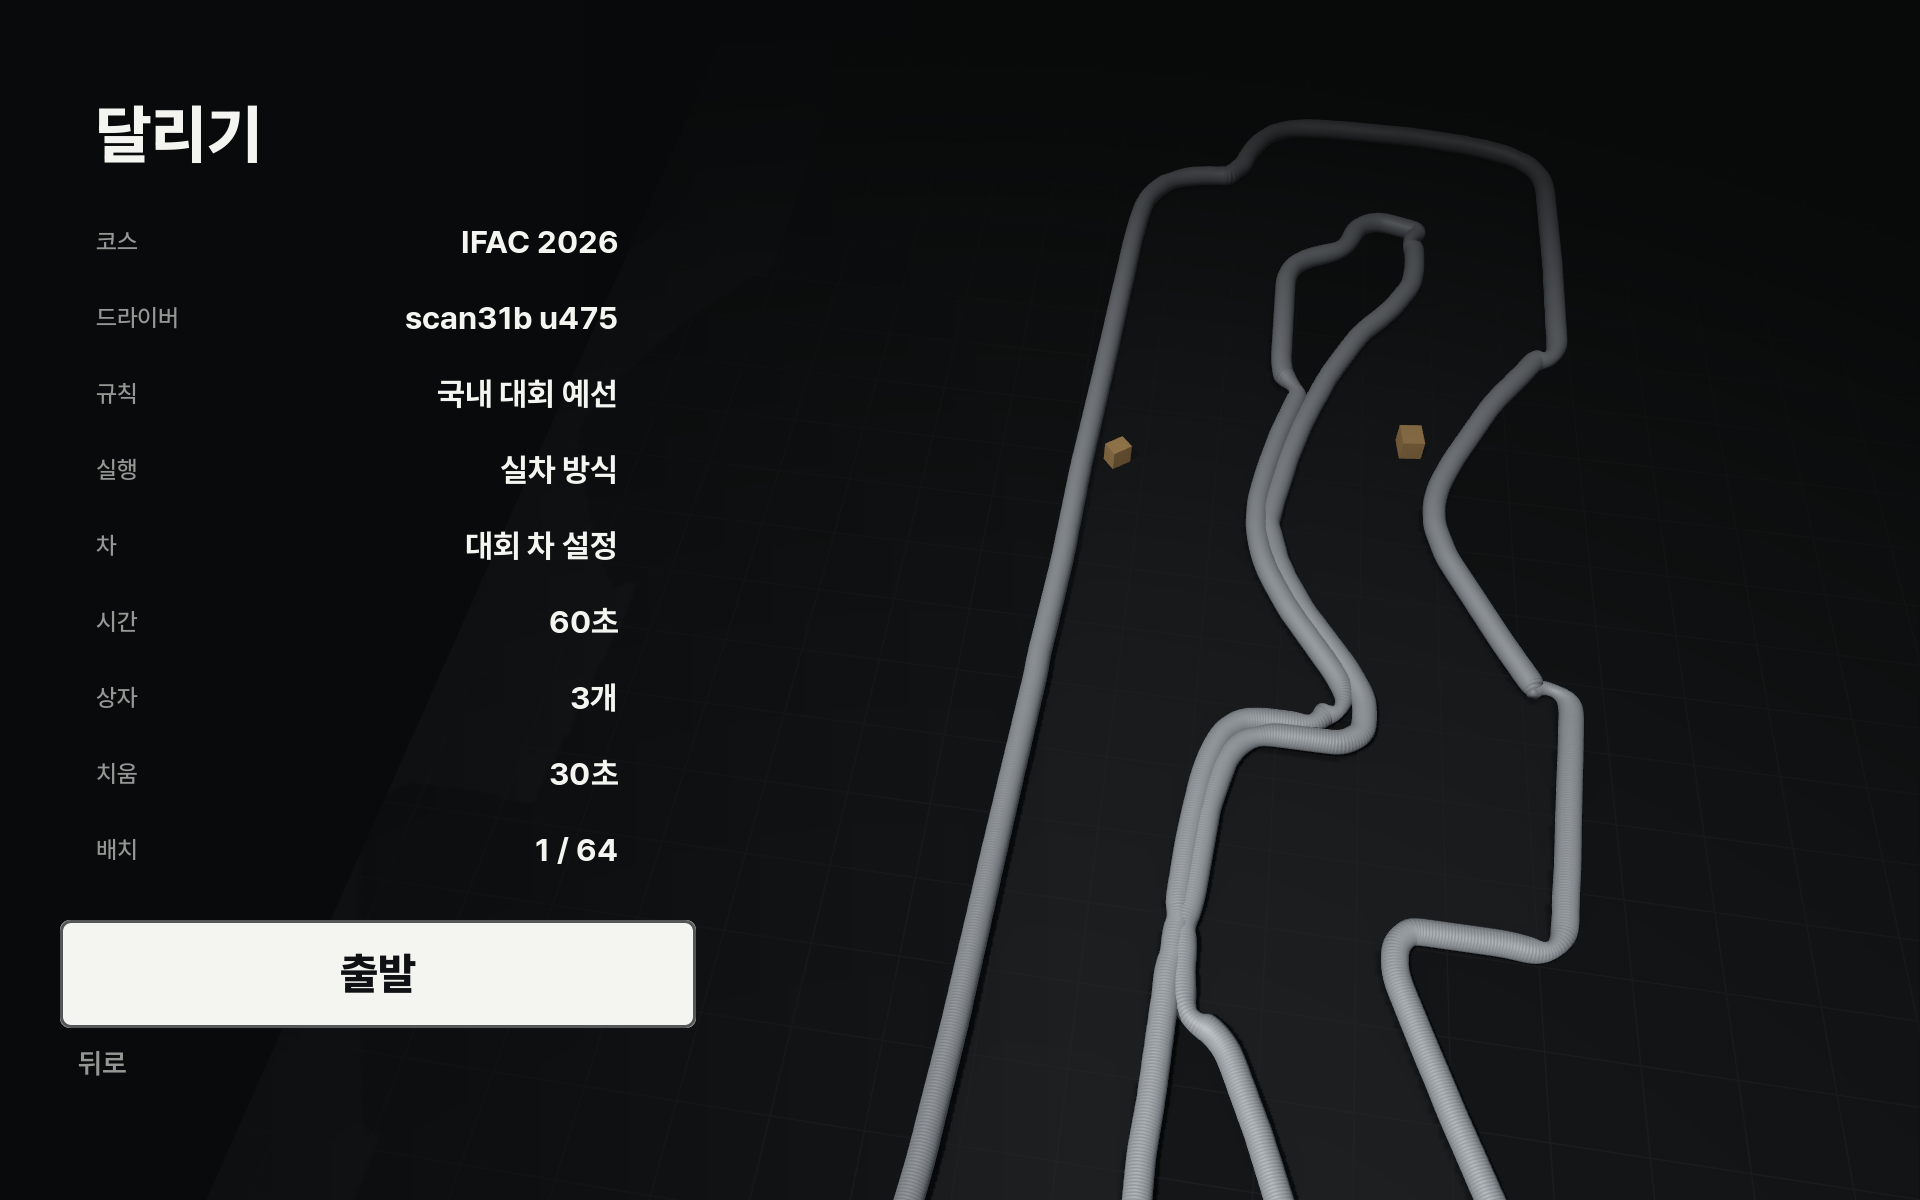 달리기
코스 IFAC 2026
드라이버 scan31b u475
규칙 국내 대회 예선
실행 실차 방식
차 대회 차 설정
시간 60초
상자 3개
치움 30초
배치 1 / 64
출발
뒤로